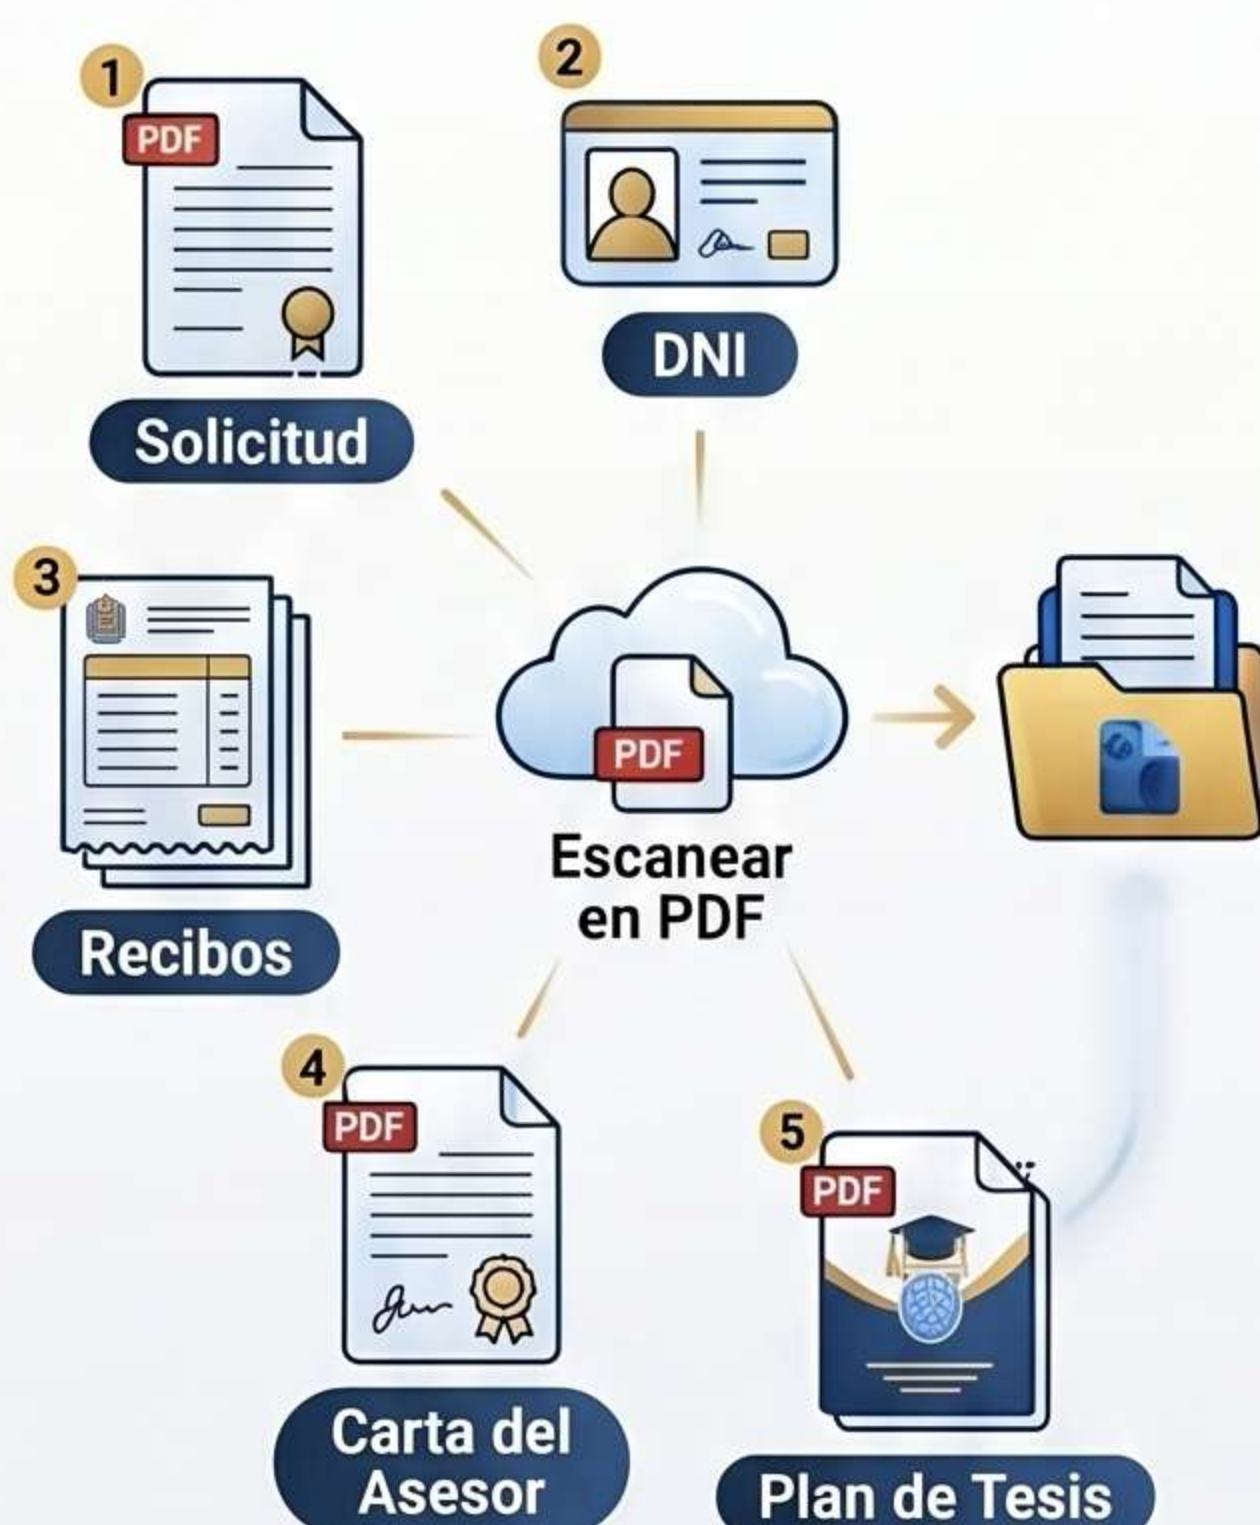 1
PDF
Solicitud
2
DNI
3
Recibos
PDF
Escanear
en PDF
4
PDF
Carta del
Asesor
5
PDF
Plan de Tesis